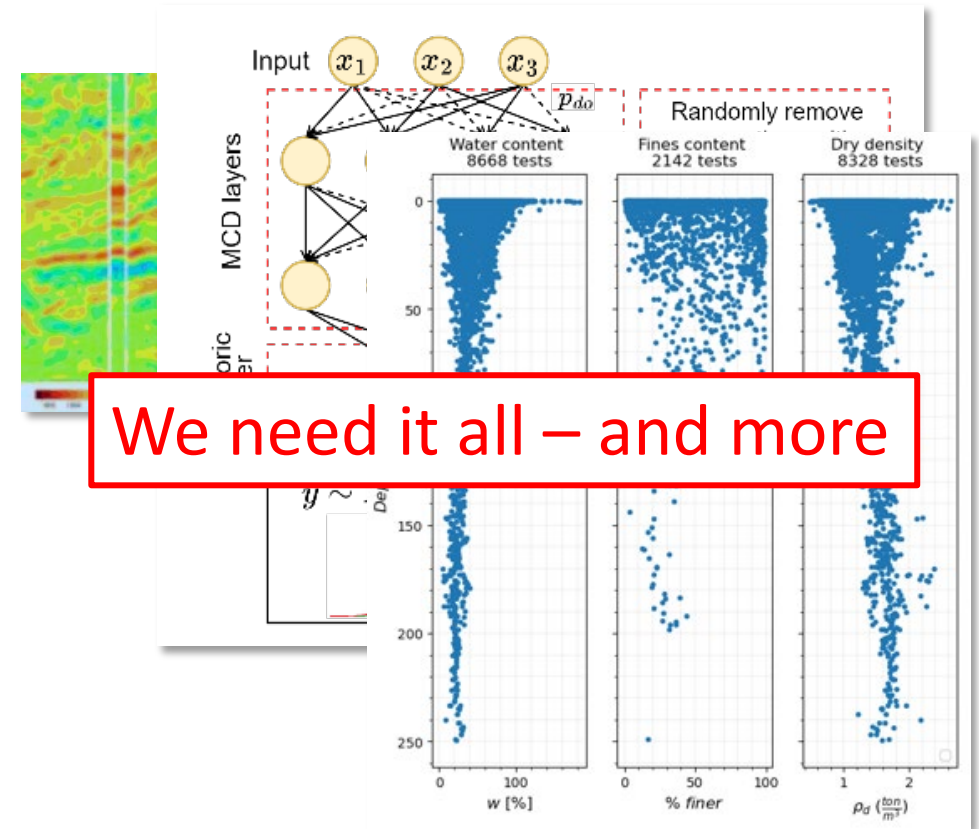 Input x₁ x₂ x₃
p_do
Randomly remove
MCD layers
Water content
8668 tests
Fines content
2142 tests
Dry density
8328 tests
0
50
We need it all – and more
y ~
150
200
250
0 100
w [%]
0 50 100
% finer
1 2
ρ_d (ton/m³)